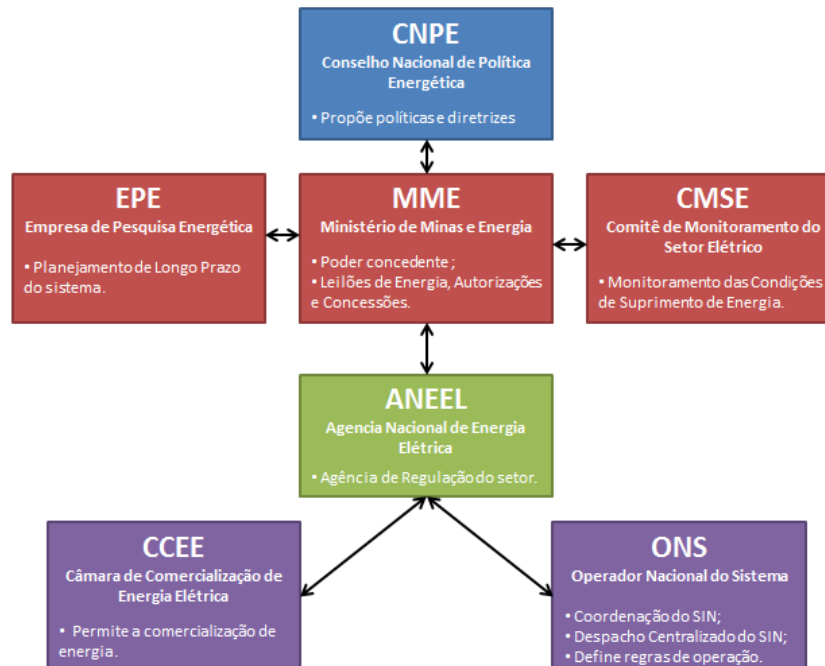 CNPE
Conselho Nacional de Política
Energética
• Propõe políticas e diretrizes
EPE
Empresa de Pesquisa Energética
• Planejamento de Longo Prazo
do sistema.
MME
Ministério de Minas e Energia
• Poder concedente ;
• Leilões de Energia, Autorizações
e Concessões.
CMSE
Comitê de Monitoramento do
Setor Elétrico
• Monitoramento das Condições
de Suprimento de Energia.
ANEEL
Agencia Nacional de Energia
Elétrica
• Agência de Regulação do setor.
CCEE
Câmara de Comercialização de
Energia Elétrica
• Permite a comercialização de
energia.
ONS
Operador Nacional do Sistema
• Coordenação do SIN;
• Despacho Centralizado do SIN;
• Define regras de operação.